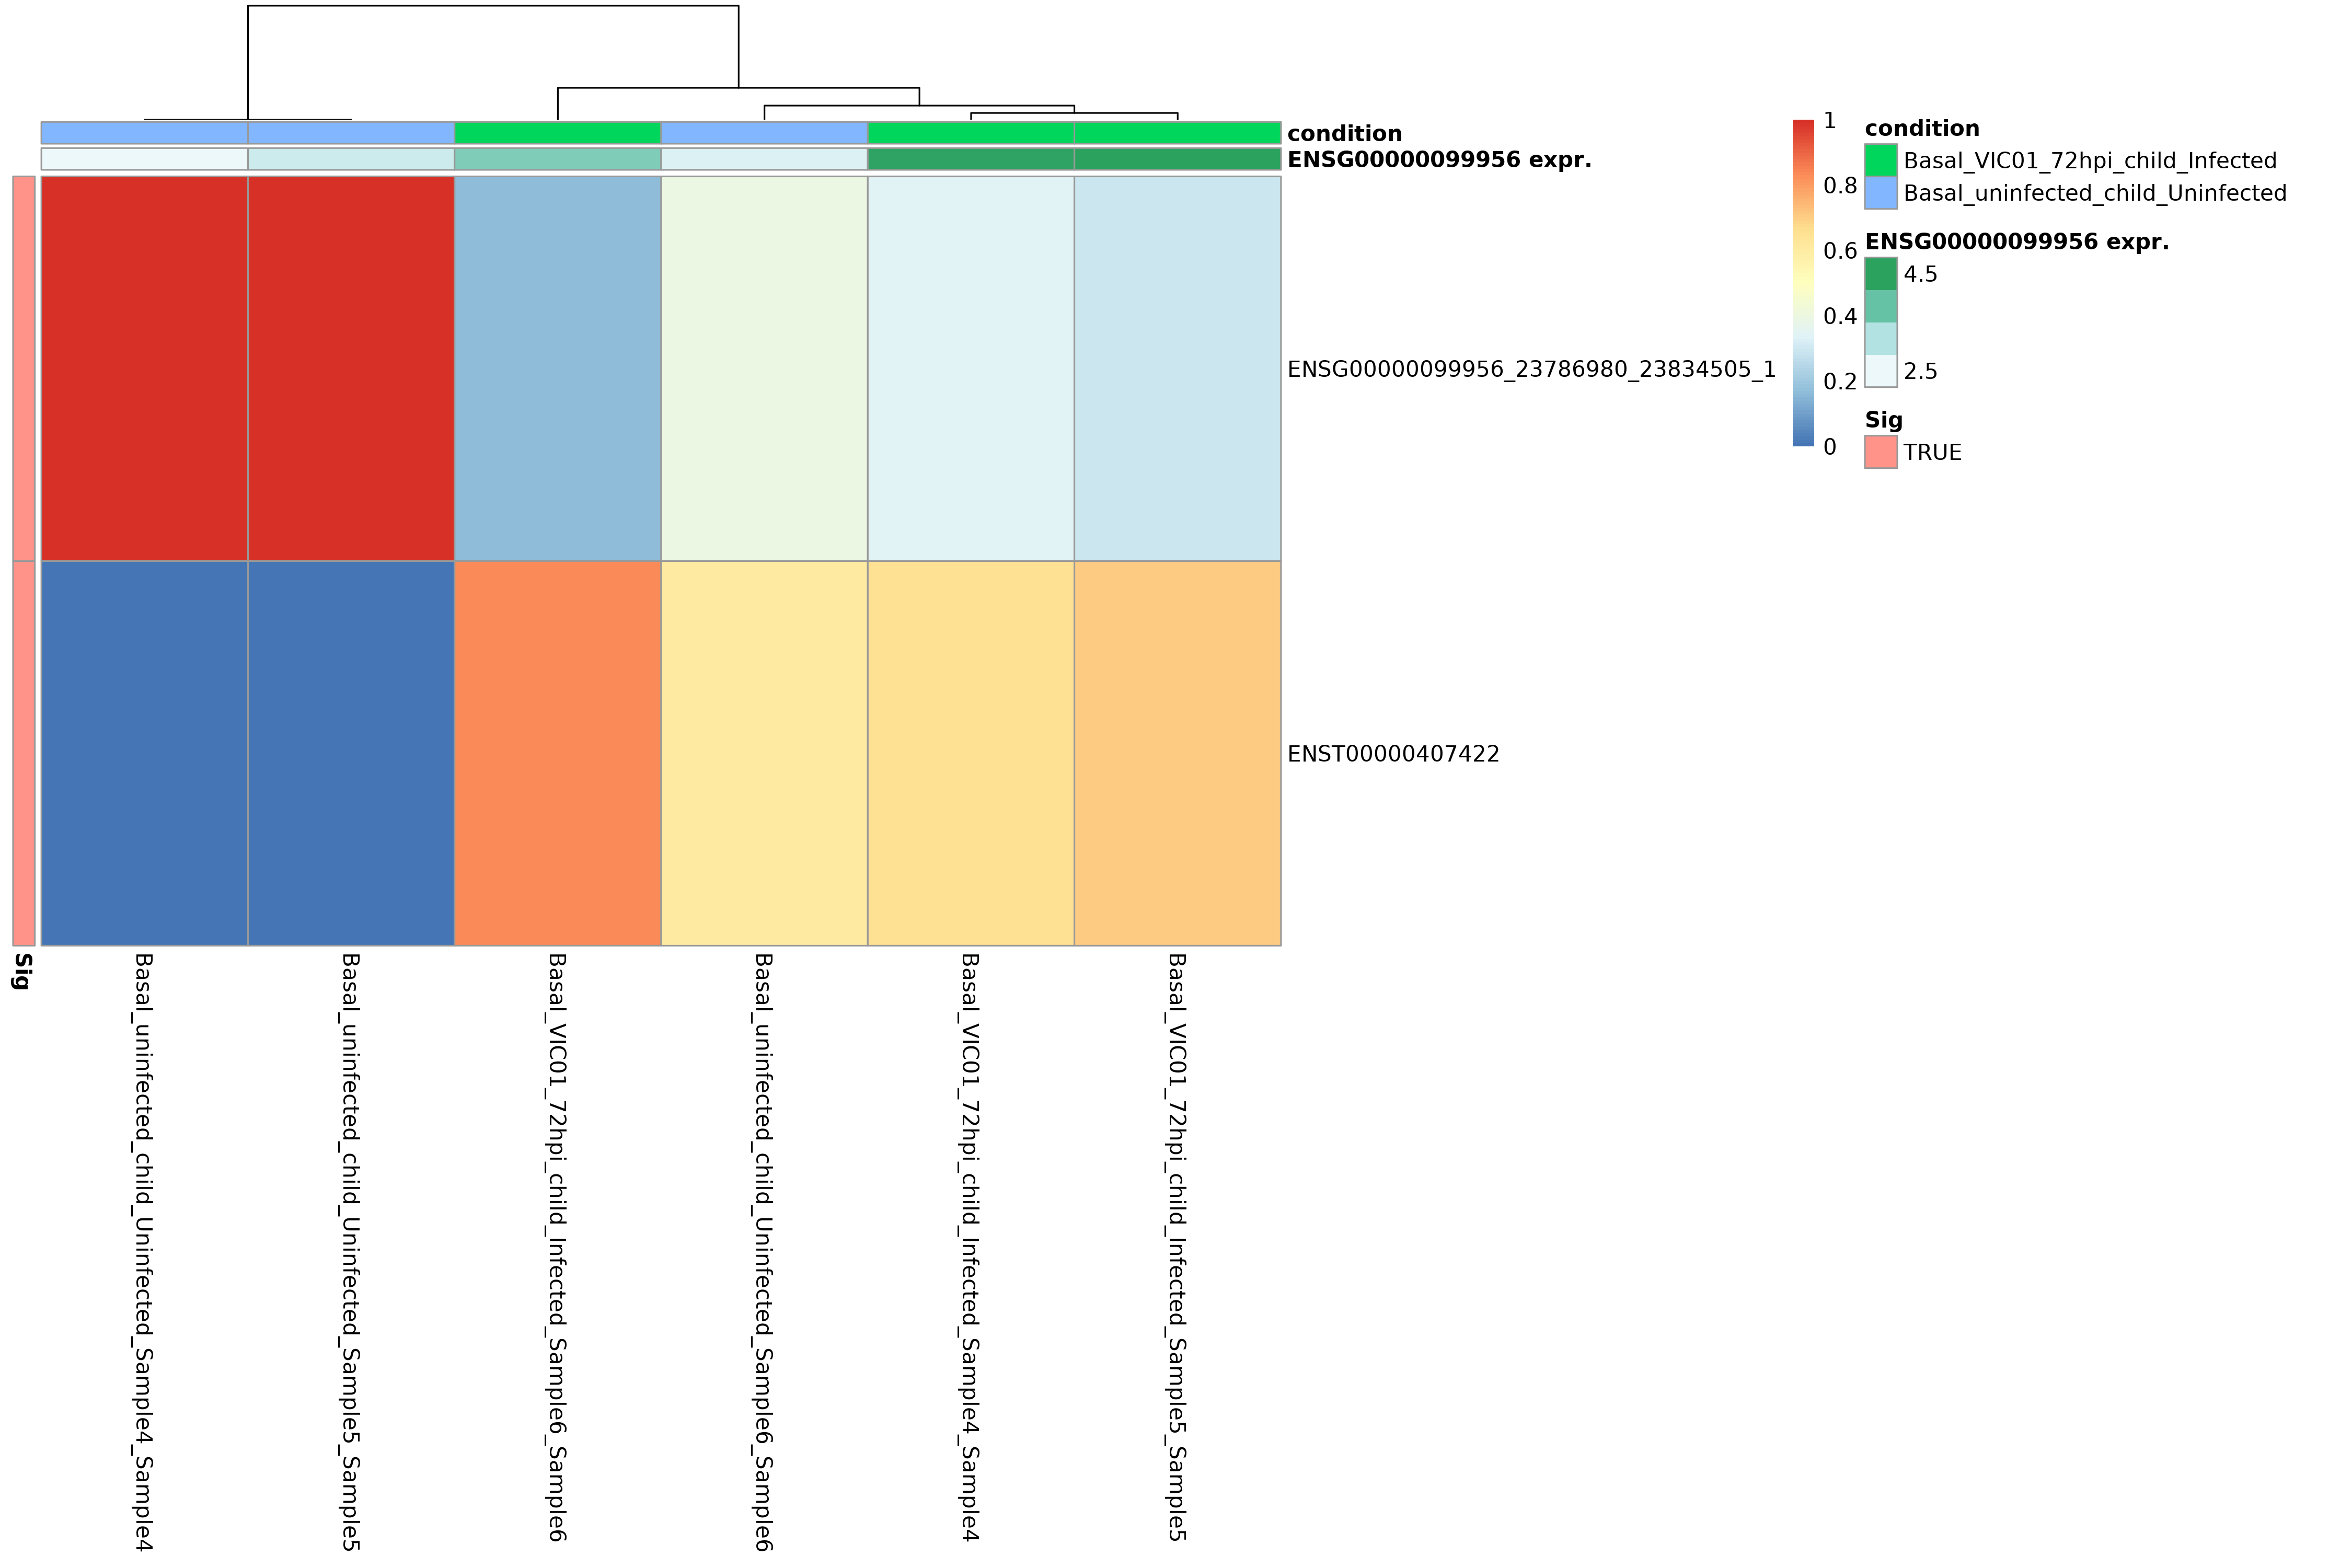 condition
ENSG00000099956 expr.
ENSG00000099956_23786980_23834505_1
ENST00000407422
1
0.8
0.6
0.4
0.2
0
condition
Basal_VIC01_72hpi_child_Infected
Basal_uninfected_child_Uninfected
ENSG00000099956 expr.
4.5
2.5
Sig
TRUE
Sig
Basal_uninfected_child_Uninfected_Sample4_Sample4
Basal_uninfected_child_Uninfected_Sample5_Sample5
Basal_VIC01_72hpi_child_Infected_Sample6_Sample6
Basal_uninfected_child_Uninfected_Sample6_Sample6
Basal_VIC01_72hpi_child_Infected_Sample4_Sample4
Basal_VIC01_72hpi_child_Infected_Sample5_Sample5